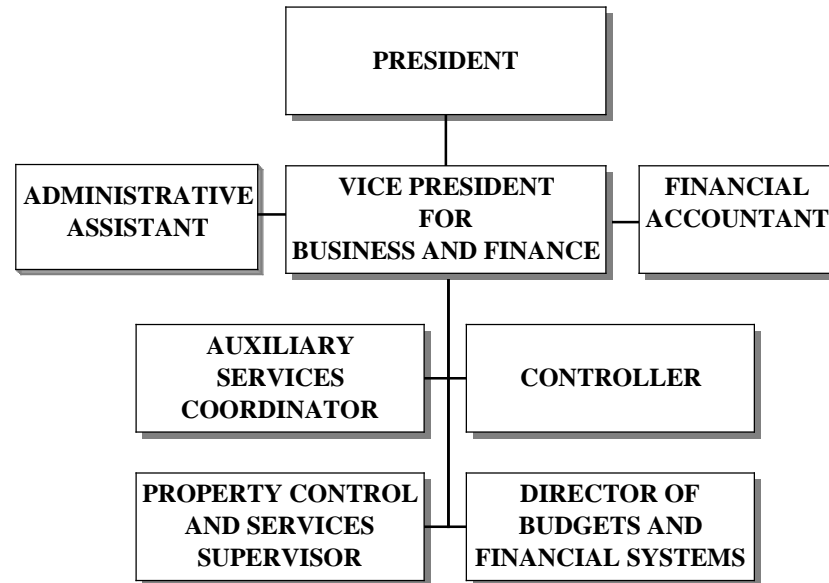 PRESIDENT
ADMINISTRATIVE
ASSISTANT
VICE PRESIDENT
FOR
BUSINESS AND FINANCE
FINANCIAL
ACCOUNTANT
AUXILIARY
SERVICES
COORDINATOR
CONTROLLER
PROPERTY CONTROL
AND SERVICES
SUPERVISOR
DIRECTOR OF
BUDGETS AND
FINANCIAL SYSTEMS